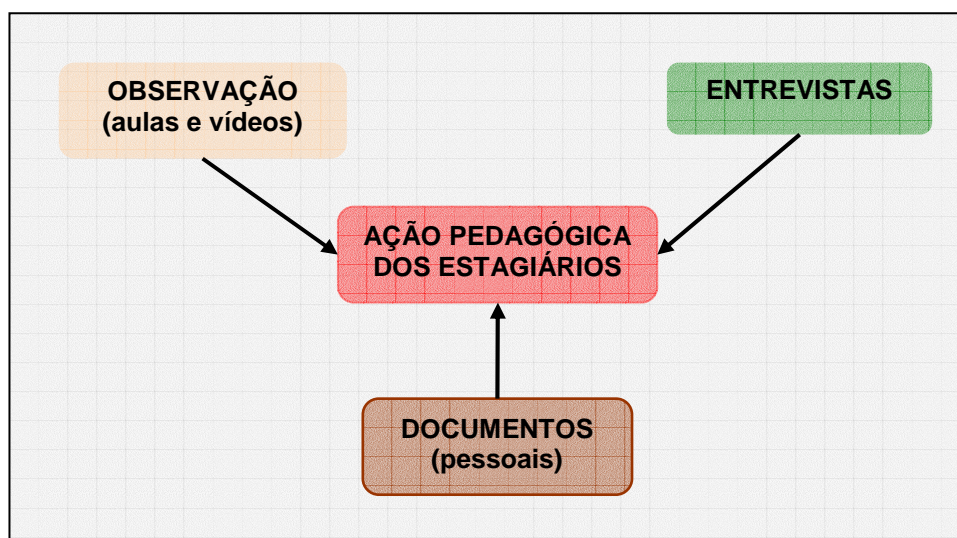 OBSERVAÇÃO
(aulas e vídeos)
ENTREVISTAS
AÇÃO PEDAGÓGICA
DOS ESTAGIÁRIOS
DOCUMENTOS
(pessoais)